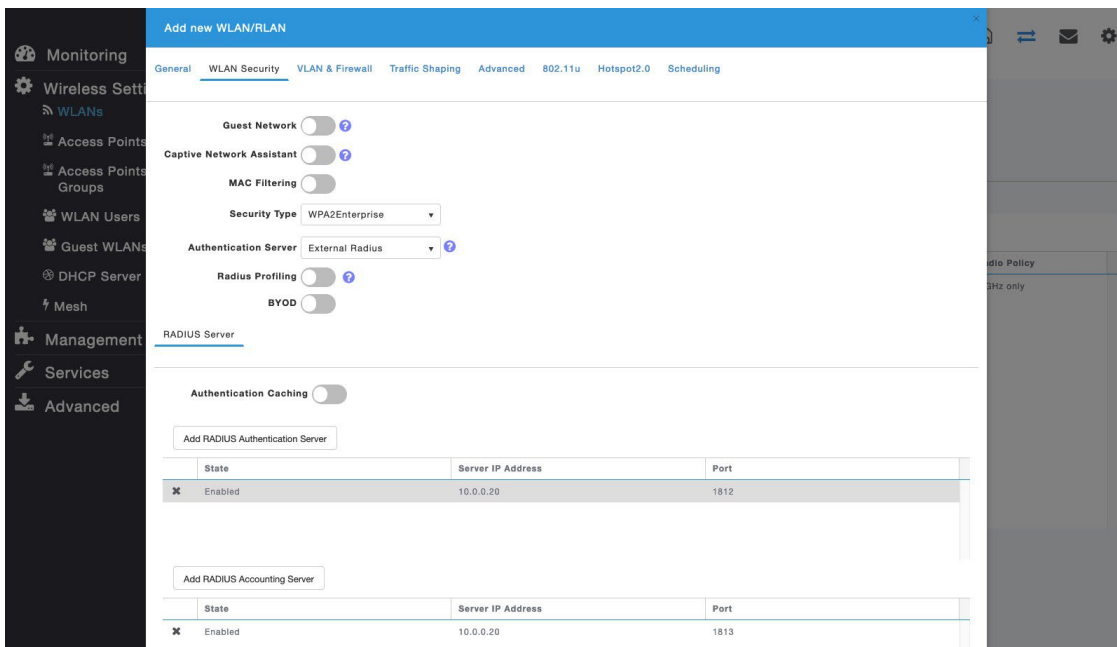 Add new WLAN/RLAN
×
Monitoring
General WLAN Security VLAN & Firewall Traffic Shaping Advanced 802.11u Hotspot2.0 Scheduling
Wireless Setti
WLANs
Access Points
Access Points
Groups
WLAN Users
Guest WLANs
DHCP Server
Mesh
Management
Services
Advanced
Guest Network ?
Captive Network Assistant ?
MAC Filtering
Security Type WPA2Enterprise
Authentication Server External Radius ?
Radius Profiling ?
BYOD
RADIUS Server
Authentication Caching
Add RADIUS Authentication Server
State Server IP Address Port
Enabled 10.0.0.20 1812
Add RADIUS Accounting Server
State Server IP Address Port
Enabled 10.0.0.20 1813
dio Policy
GHz only